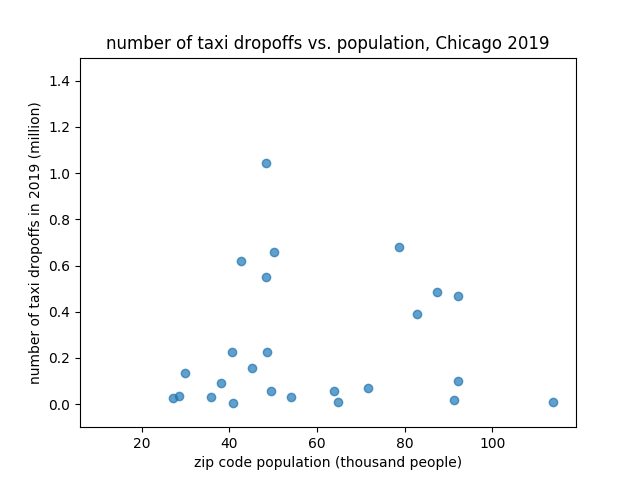 number of taxi dropoffs vs. population, Chicago 2019
1.4
1.2
1.0
0.8
0.6
0.4
0.2
0.0
number of taxi dropoffs in 2019 (million)
20 40 60 80 100
zip code population (thousand people)